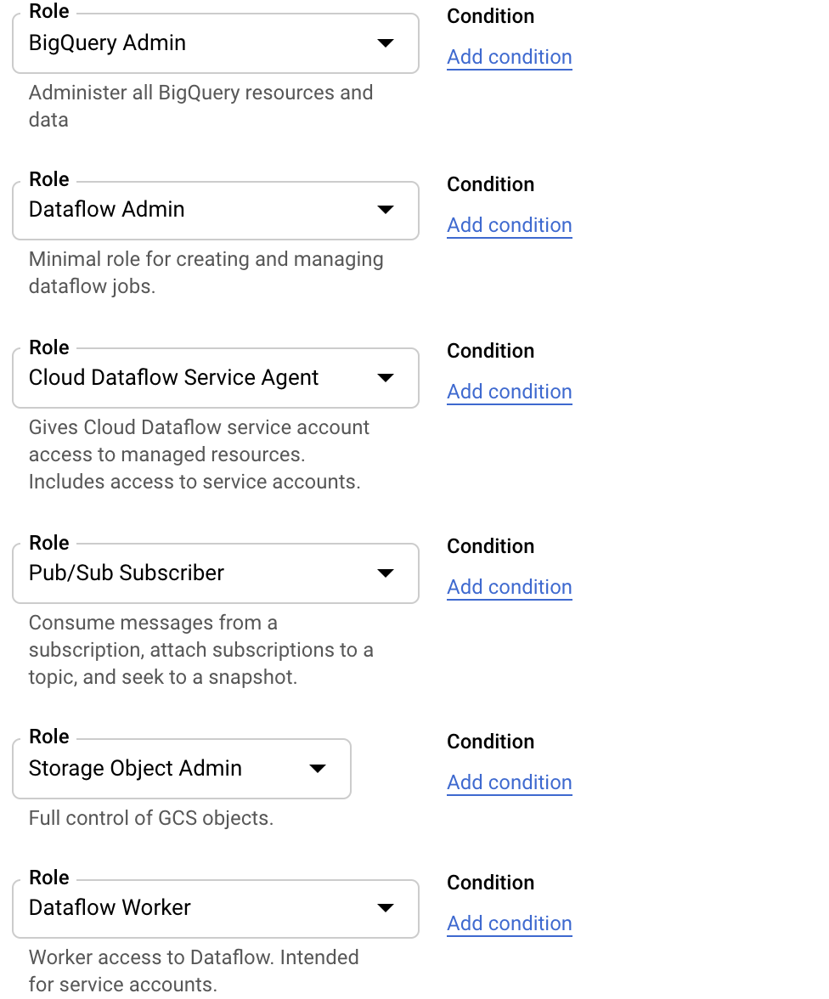 Role
Condition
BigQuery Admin
Add condition
Administer all BigQuery resources and
data
Role
Condition
Dataflow Admin
Add condition
Minimal role for creating and managing
dataflow jobs.
Role
Condition
Cloud Dataflow Service Agent
Add condition
Gives Cloud Dataflow service account
access to managed resources.
Includes access to service accounts.
Role
Condition
Pub/Sub Subscriber
Add condition
Consume messages from a
subscription, attach subscriptions to a
topic, and seek to a snapshot.
Role
Condition
Storage Object Admin
Add condition
Full control of GCS objects.
Role
Condition
Dataflow Worker
Add condition
Worker access to Dataflow. Intended
for service accounts.